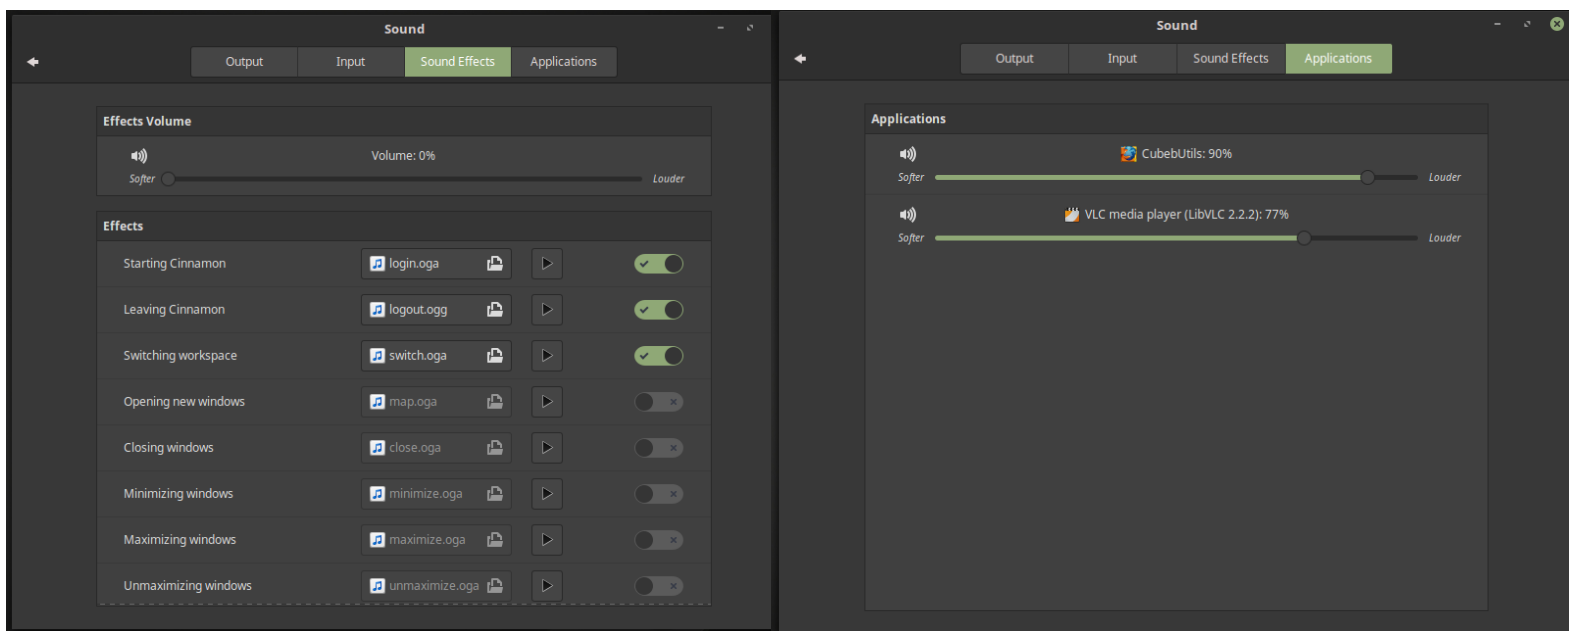 Sound
Output Input Sound Effects Applications
Effects Volume
Volume: 0%
Softer Louder
Effects
Starting Cinnamon login.oga
Leaving Cinnamon logout.ogg
Switching workspace switch.oga
Opening new windows map.oga
Closing windows close.oga
Minimizing windows minimize.oga
Maximizing windows maximize.oga
Unmaximizing windows unmaximize.oga
Sound
Output Input Sound Effects Applications
Applications
CubebUtils: 90%
Softer Louder
VLC media player (LibVLC 2.2.2): 77%
Softer Louder